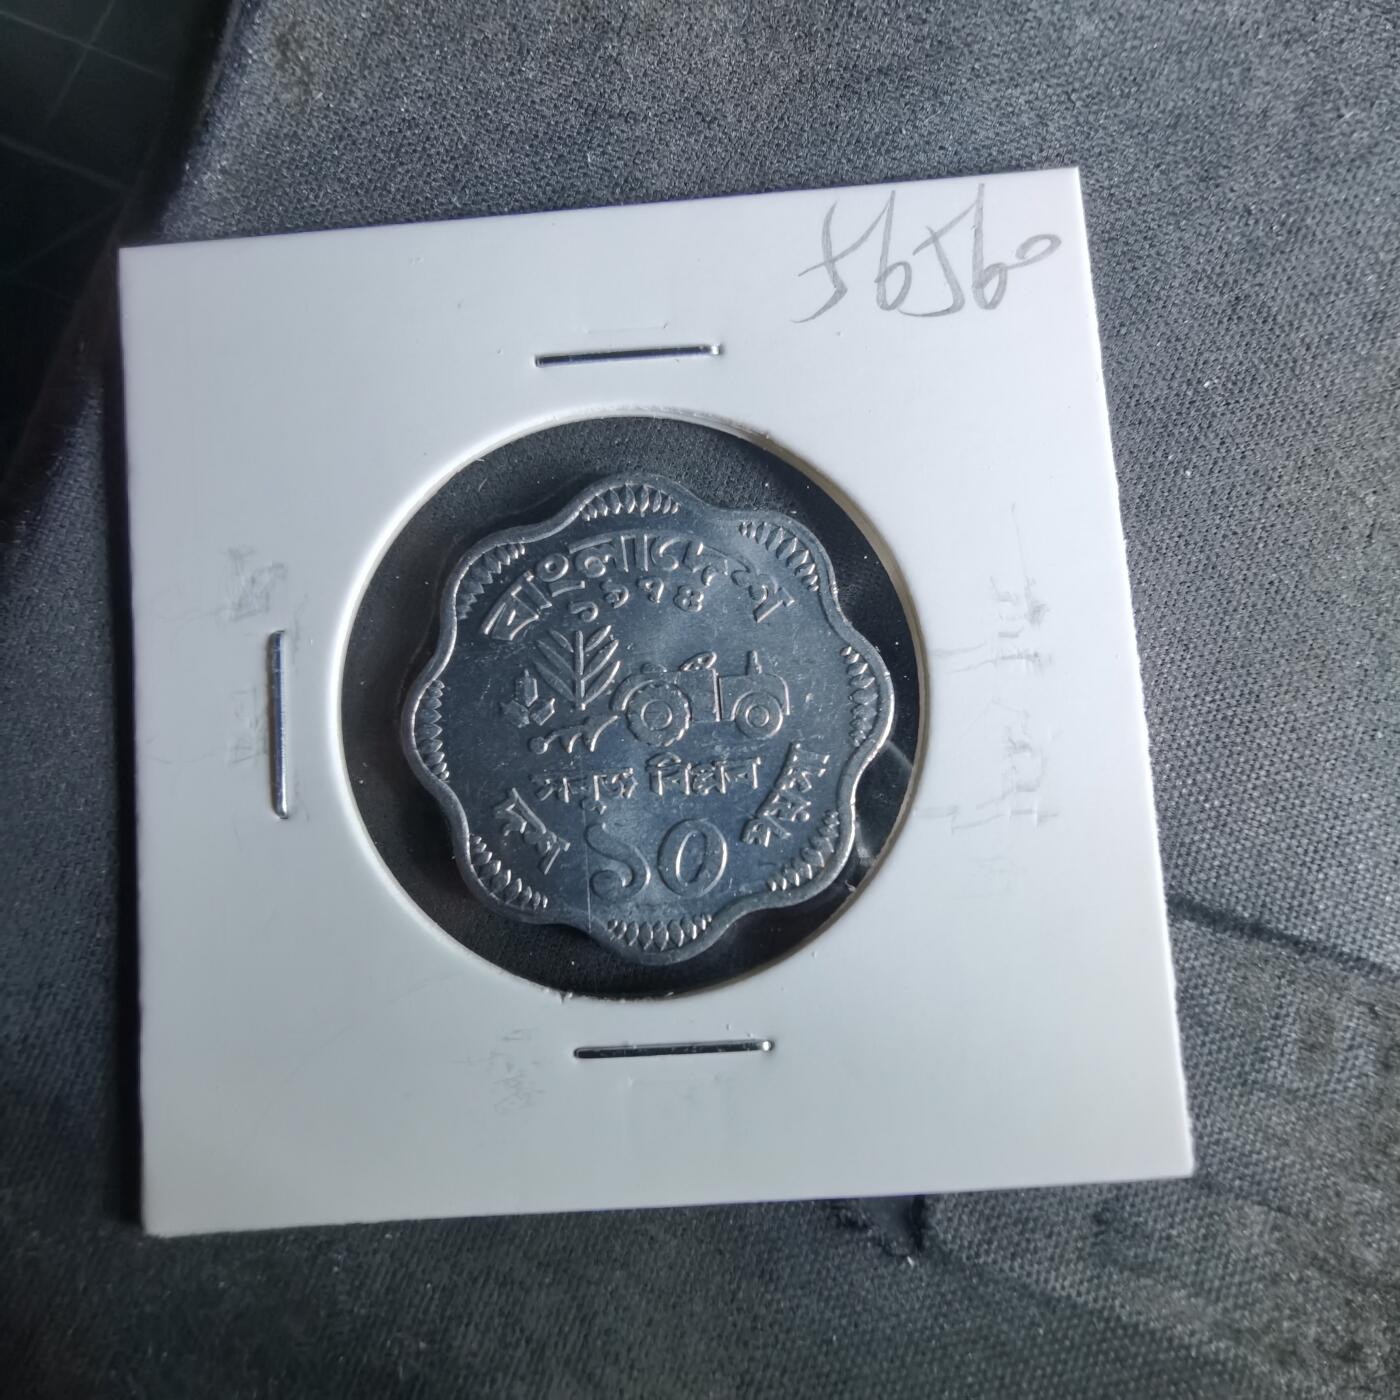 বাংলাদেশ
১৯৭৪
সবুজ বিপ্লব
দশ ১০ পয়সা